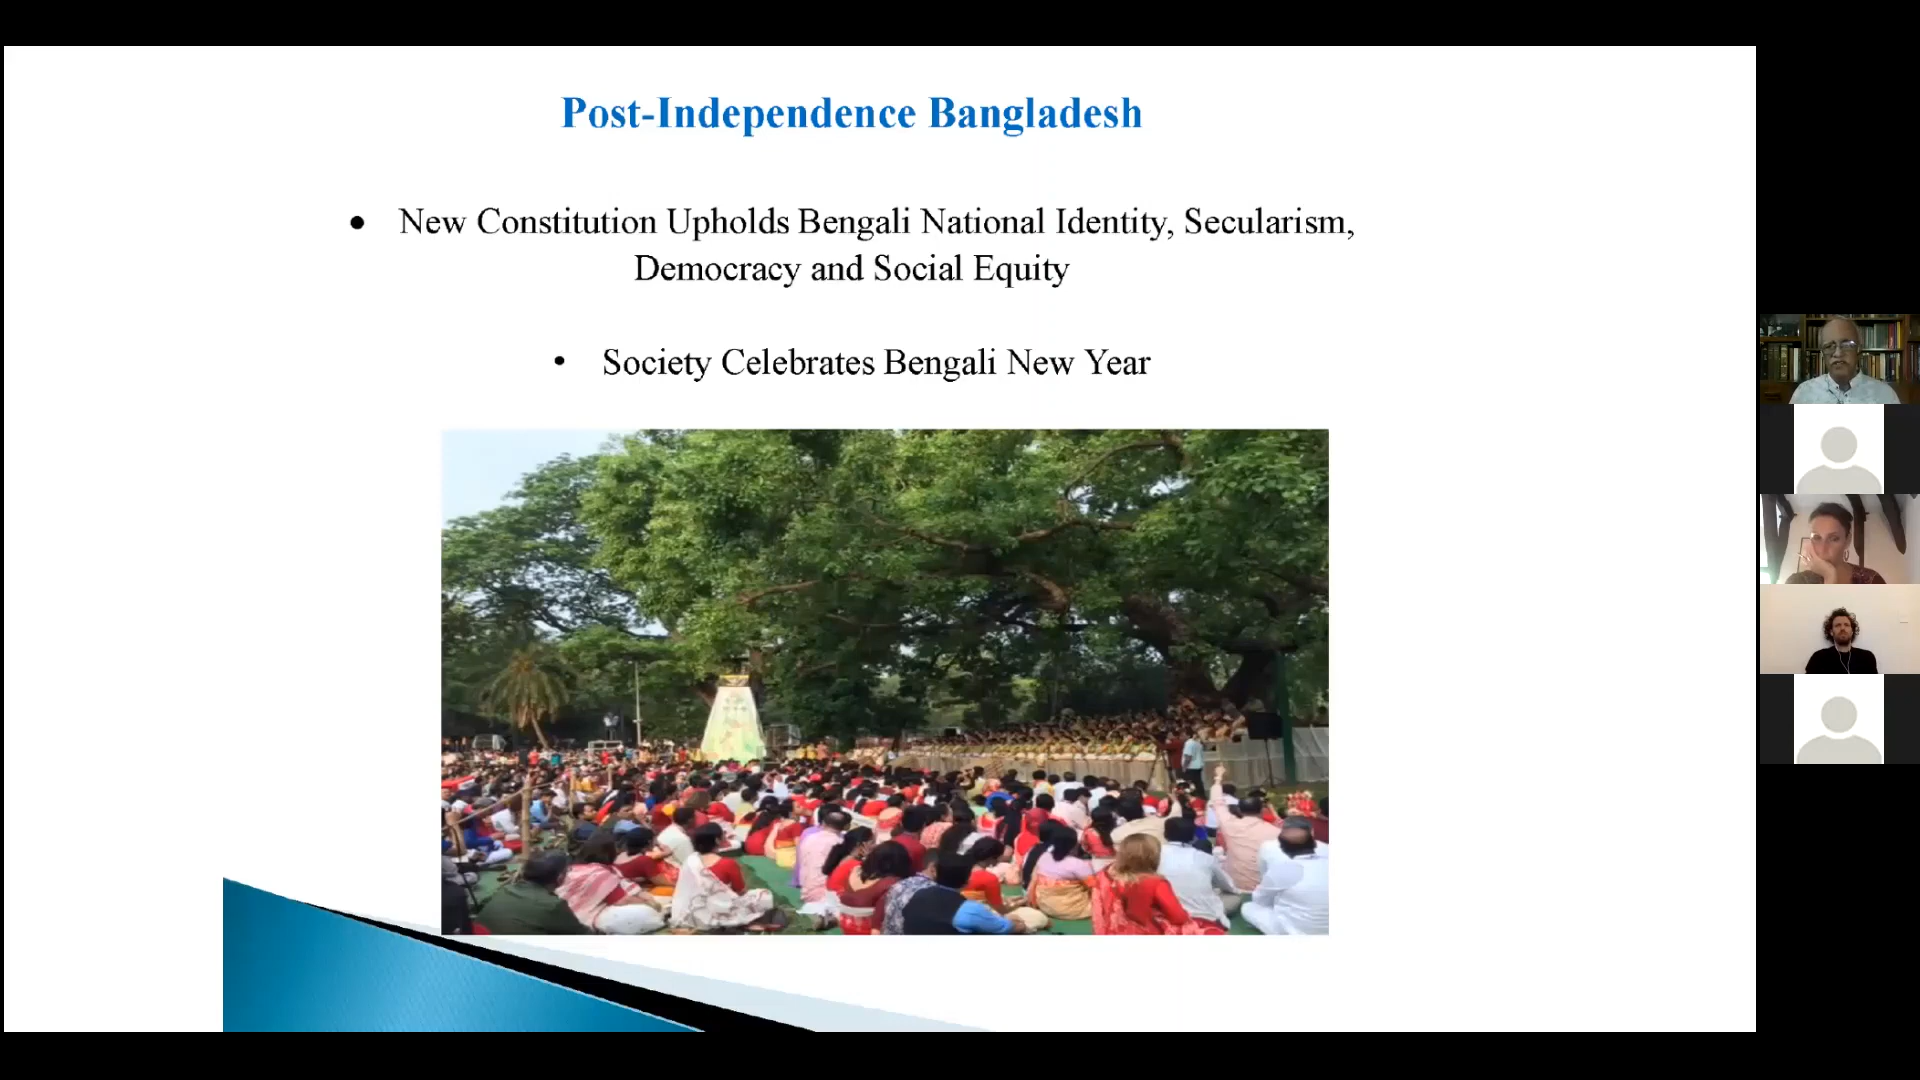 Post-Independence Bangladesh
• New Constitution Upholds Bengali National Identity, Secularism,
Democracy and Social Equity
• Society Celebrates Bengali New Year